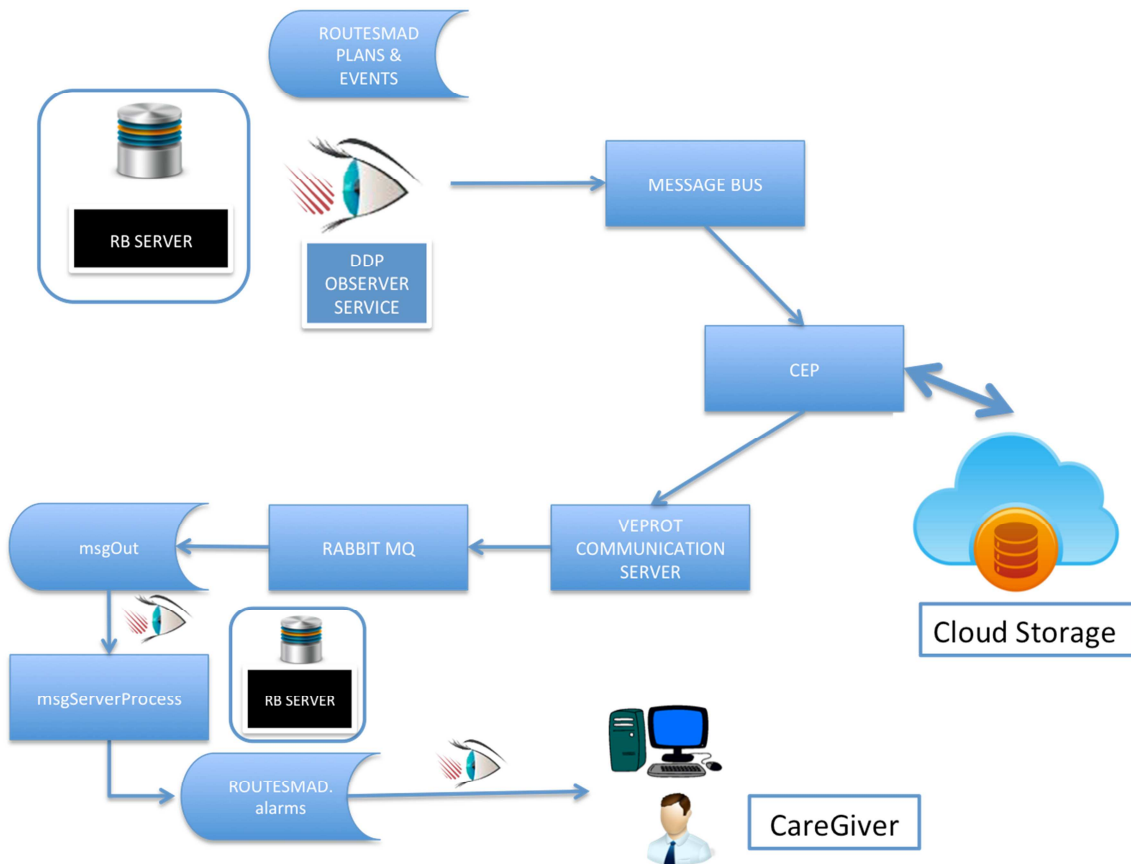 ROUTESMAD
PLANS &
EVENTS
RB SERVER
DDP
OBSERVER
SERVICE
MESSAGE BUS
CEP
VEPROT
COMMUNICATION
SERVER
RABBIT MQ
msgOut
Cloud Storage
msgServerProcess
RB SERVER
ROUTESMAD.
alarms
CareGiver